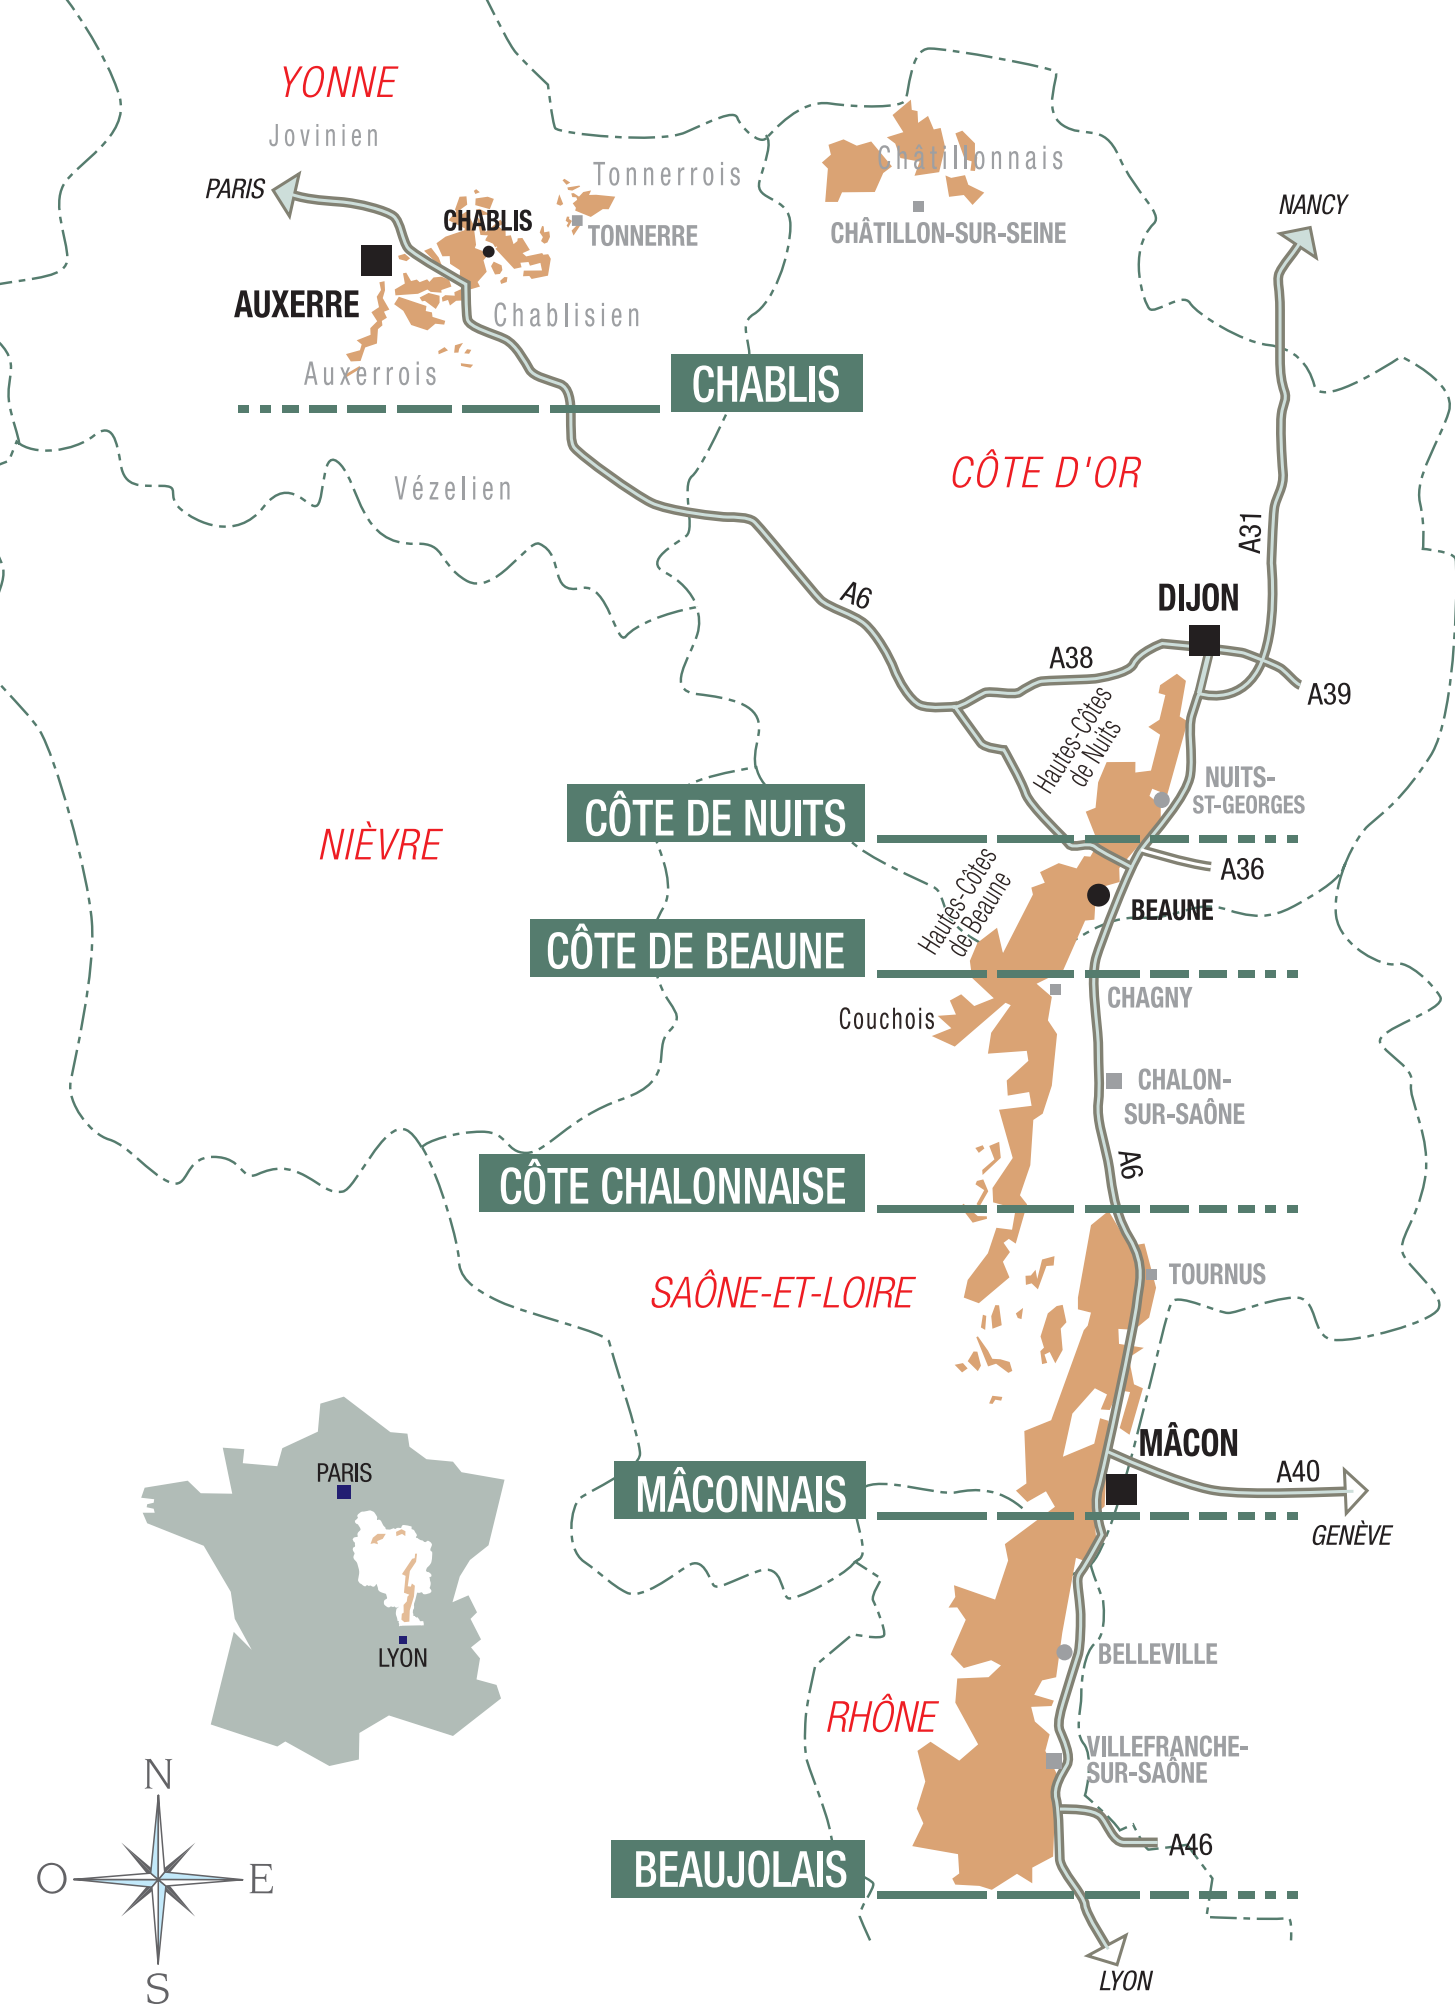 YONNE
Jovinien
PARIS
Tonnerrois
Châtillonnais
NANCY
CHABLIS
TONNERRE
CHÂTILLON-SUR-SEINE
AUXERRE
Chablisien
Auxerrois
CHABLIS
Vézelien
CÔTE D'OR
A31
A6
DIJON
A38
A39
Hautes-Côtes
de Nuits
NUITS-
ST-GEORGES
CÔTE DE NUITS
NIÈVRE
A36
Hautes-Côtes
de Beaune
BEAUNE
CÔTE DE BEAUNE
CHAGNY
Couchois
CHALON-
SUR-SAÔNE
A6
CÔTE CHALONNAISE
TOURNUS
SAÔNE-ET-LOIRE
MÂCON
A40
GENÈVE
MÂCONNAIS
PARIS
LYON
BELLEVILLE
RHÔNE
VILLEFRANCHE-
SUR-SAÔNE
A46
BEAUJOLAIS
LYON
N
O
E
S